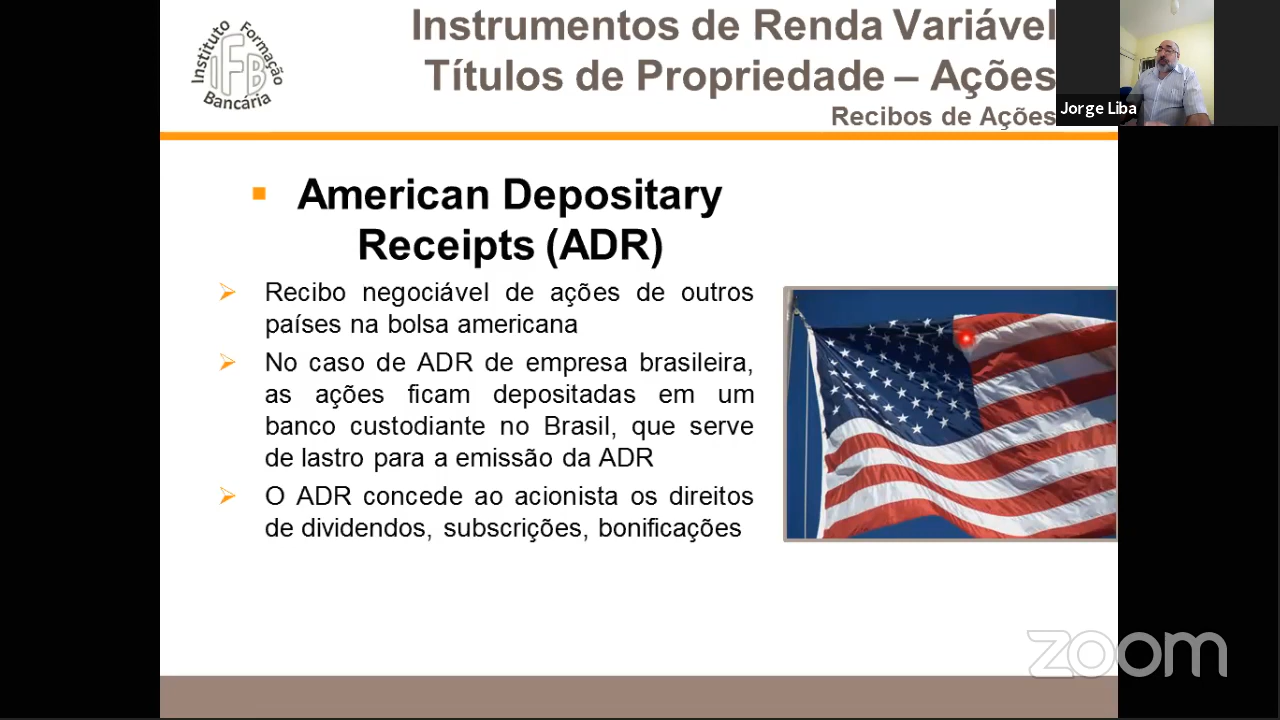 Instituto Formação
IFB
Bancária
Instrumentos de Renda Variável
Títulos de Propriedade – Ações
Recibos de Ações
Jorge Liba
▪ American Depositary
Receipts (ADR)
Recibo negociável de ações de outros
países na bolsa americana
No caso de ADR de empresa brasileira,
as ações ficam depositadas em um
banco custodiante no Brasil, que serve
de lastro para a emissão da ADR
O ADR concede ao acionista os direitos
de dividendos, subscrições, bonificações
zoom